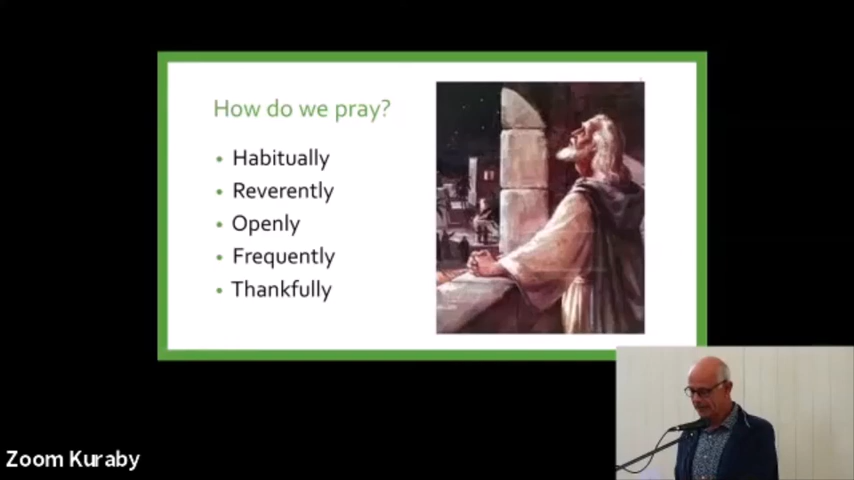 How do we pray?
• Habitually
• Reverently
• Openly
• Frequently
• Thankfully
Zoom Kuraby